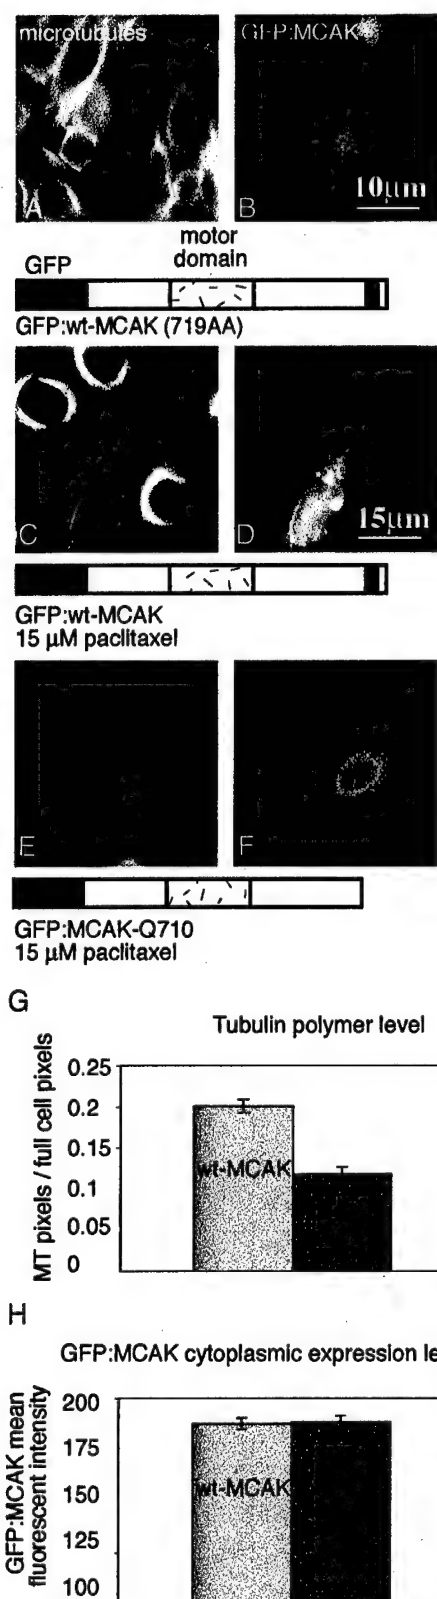 microtubules
GFP:MCAK
A
B
10µm
GFP
motor
domain
GFP:wt-MCAK (719AA)
C
D
15µm
GFP:wt-MCAK
15 µM paclitaxel
E
F
GFP:MCAK-Q710
15 µM paclitaxel
G
Tubulin polymer level
MT pixels / full cell pixels
0.25
0.2
0.15
0.1
0.05
0
wt-MCAK
H
GFP:MCAK cytoplasmic expression le
GFP:MCAK mean
fluorescent intensity
200
175
150
125
100
wt-MCAK